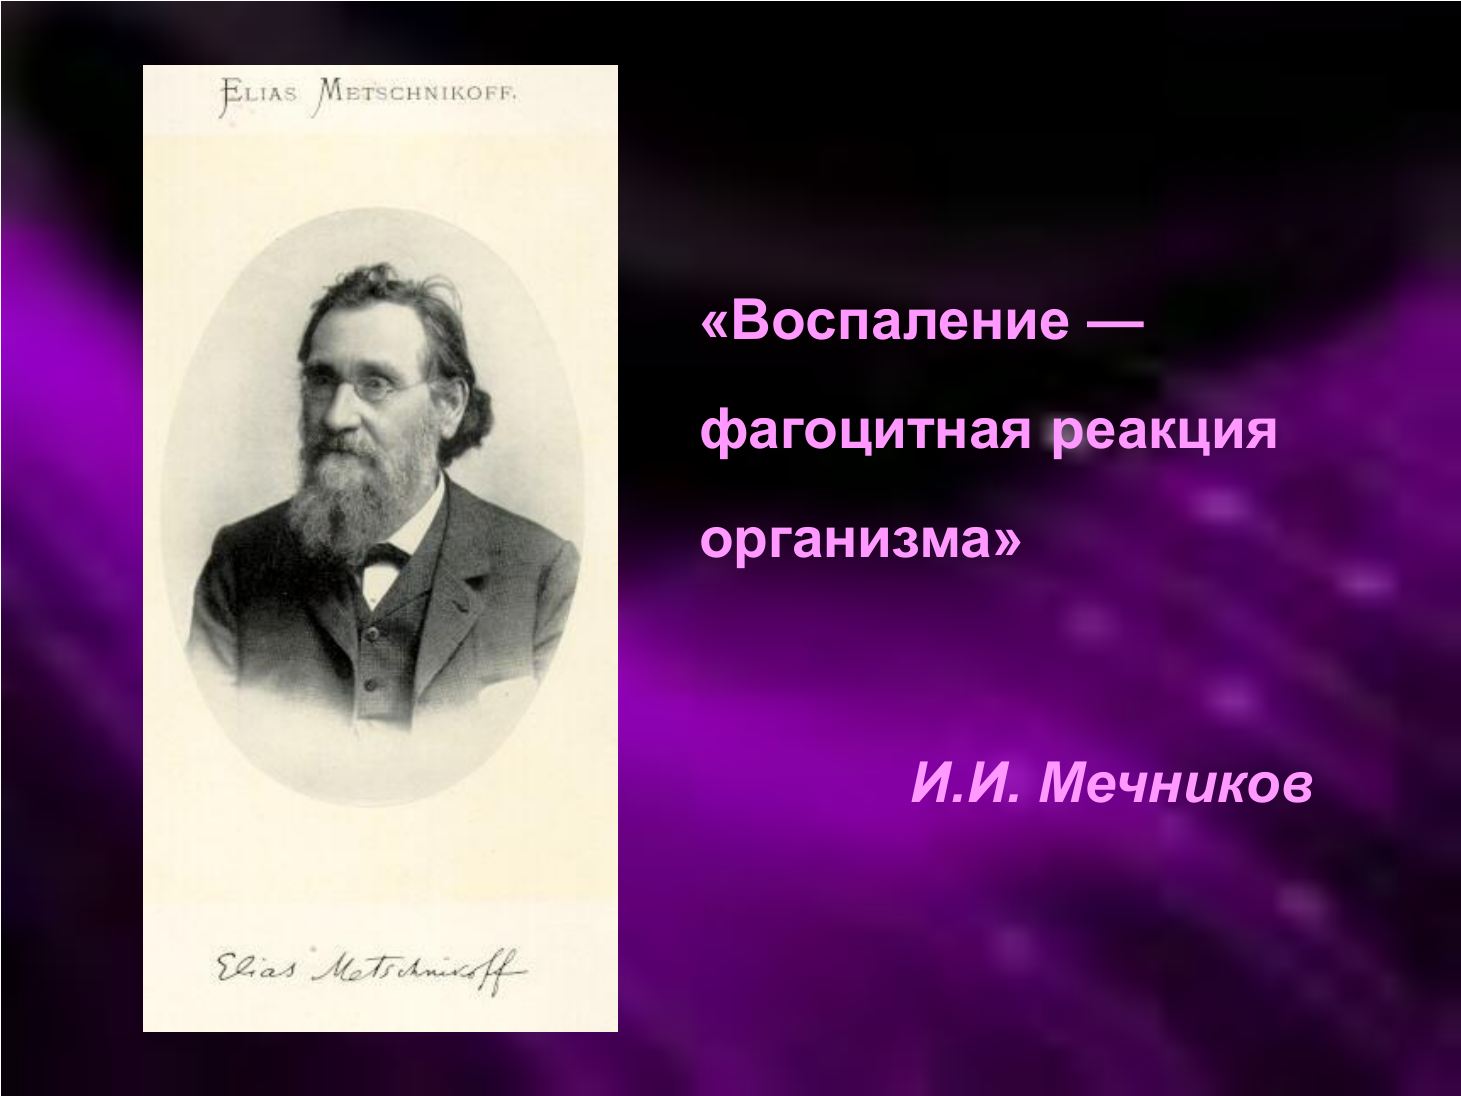 ELIAS METSCHNIKOFF.
«Воспаление —
фагоцитная реакция
организма»
И.И. Мечников
Elias Metschnikoff